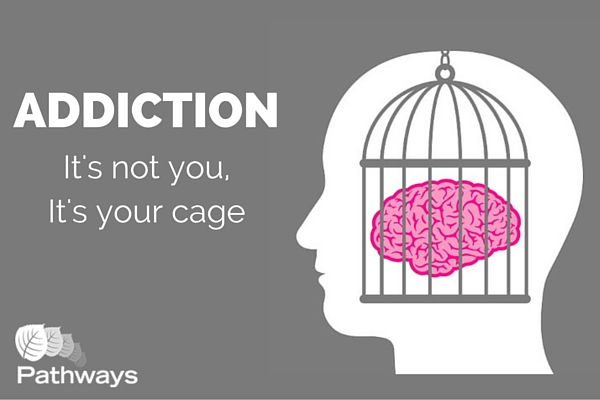 ADDICTION
It's not you,
It's your cage
Pathways